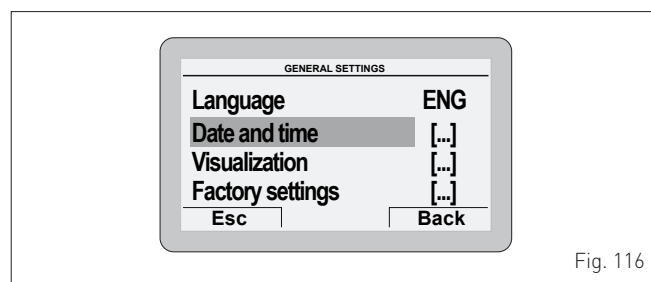 GENERAL SETTINGS
Language ENG
Date and time [...]
Visualization [...]
Factory settings [...]
Esc Back
Fig. 116